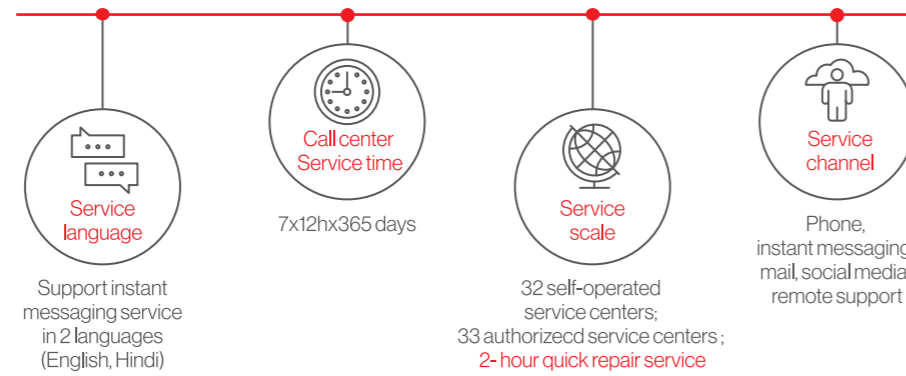 Service
language
Support instant
messaging service
in 2 languages
(English, Hindi)
Call center
Service time
7x12hx365 days
Service
scale
32 self-operated
service centers;
33 authorizecd service centers ;
2- hour quick repair service
Service
channel
Phone,
instant messaging
mail, social media
remote support